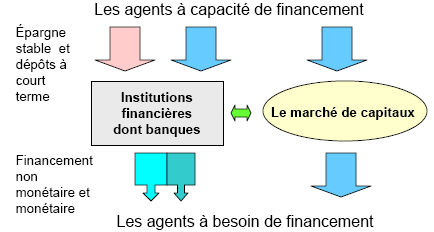 Les agents à capacité de financement
Épargne
stable et
dépôts à
court
terme
Institutions
financières
dont banques
Le marché de capitaux
Financement
non
monétaire et
monétaire
Les agents à besoin de financement